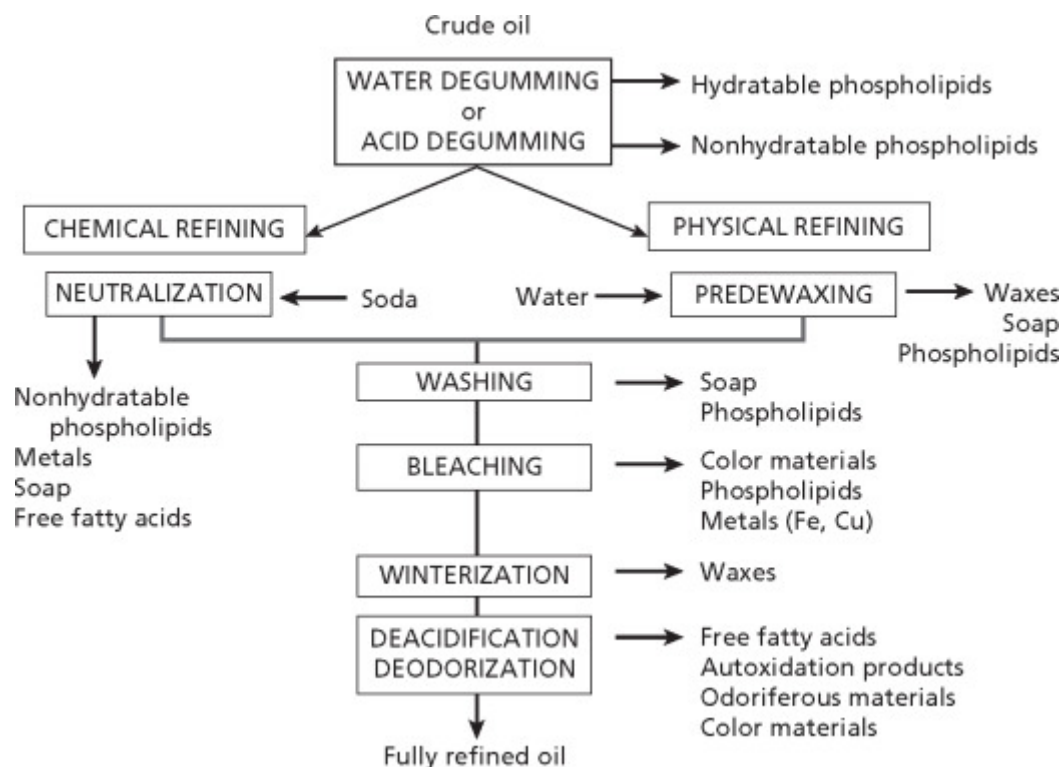 Crude oil
WATER DEGUMMING
or
ACID DEGUMMING
Hydratable phospholipids
Nonhydratable phospholipids
CHEMICAL REFINING
PHYSICAL REFINING
NEUTRALIZATION
Soda
Water
PREDEWAXING
Waxes
Soap
Phospholipids
Nonhydratable
phospholipids
Metals
Soap
Free fatty acids
WASHING
Soap
Phospholipids
BLEACHING
Color materials
Phospholipids
Metals (Fe, Cu)
WINTERIZATION
Waxes
DEACIDIFICATION
DEODORIZATION
Free fatty acids
Autoxidation products
Odoriferous materials
Color materials
Fully refined oil